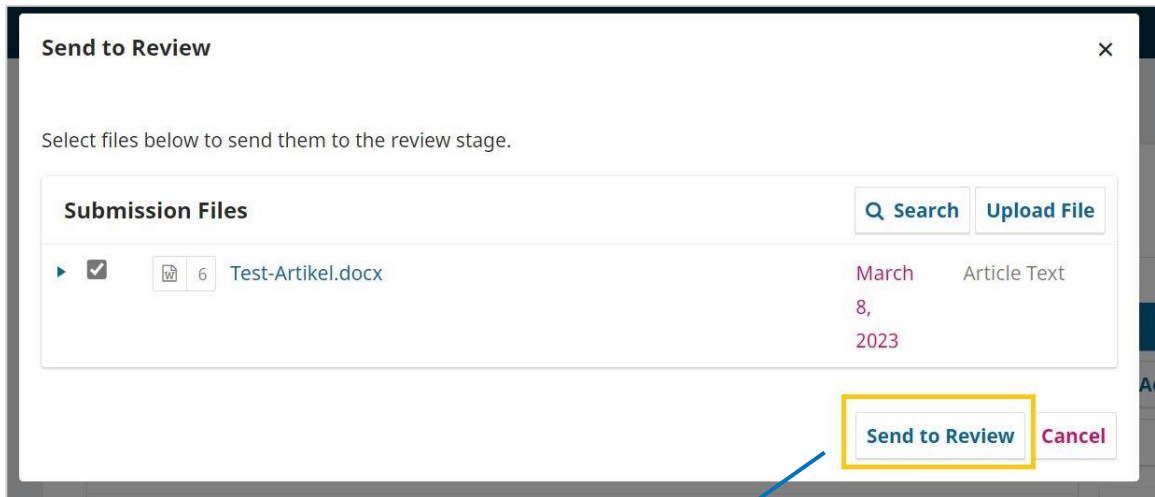 Send to Review
×
Select files below to send them to the review stage.
Submission Files
Search Upload File
6 Test-Artikel.docx March Article Text
8,
2023
Send to Review Cancel